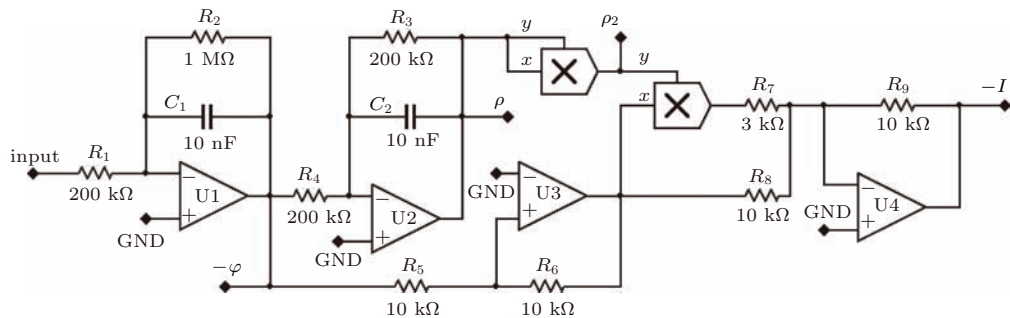 R2
1 MΩ
C1
10 nF
input
R1
200 kΩ
−
+
U1
GND
R3
200 kΩ
C2
10 nF
ρ
R4
200 kΩ
−
+
U2
GND
−φ
R5
10 kΩ
R6
10 kΩ
y
x
ρ2
y
x
GND
−
+
U3
R7
3 kΩ
R8
10 kΩ
R9
10 kΩ
−I
−
+
U4
GND